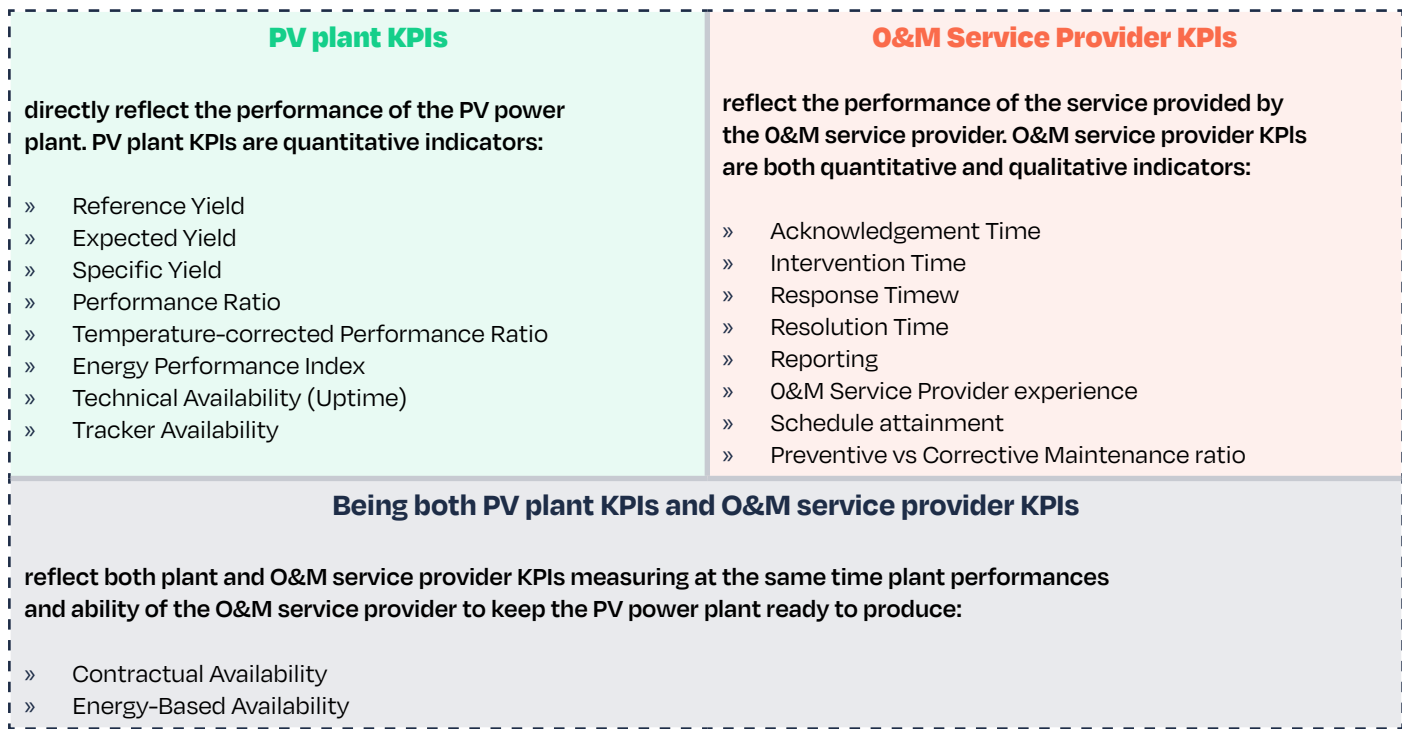 PV plant KPIs
directly reflect the performance of the PV power
plant. PV plant KPIs are quantitative indicators:
» Reference Yield
» Expected Yield
» Specific Yield
» Performance Ratio
» Temperature-corrected Performance Ratio
» Energy Performance Index
» Technical Availability (Uptime)
» Tracker Availability
0&M Service Provider KPls
reflect the performance of the service provided by
the 0&M service provider. O&M service provider KPls
are both quantitative and qualitative indicators:
» Acknowledgement Time
» Intervention Time
» Response Timew
» Resolution Time
» Reporting
» 0&M Service Provider experience
» Schedule attainment
» Preventive vs Corrective Maintenance ratio
Being both PV plant KPIs and O&M service provider KPIs
reflect both plant and O&M service provider KPIs measuring at the same time plant performances
and ability of the O&M service provider to keep the PV power plant ready to produce:
» Contractual Availability
» Energy-Based Availability